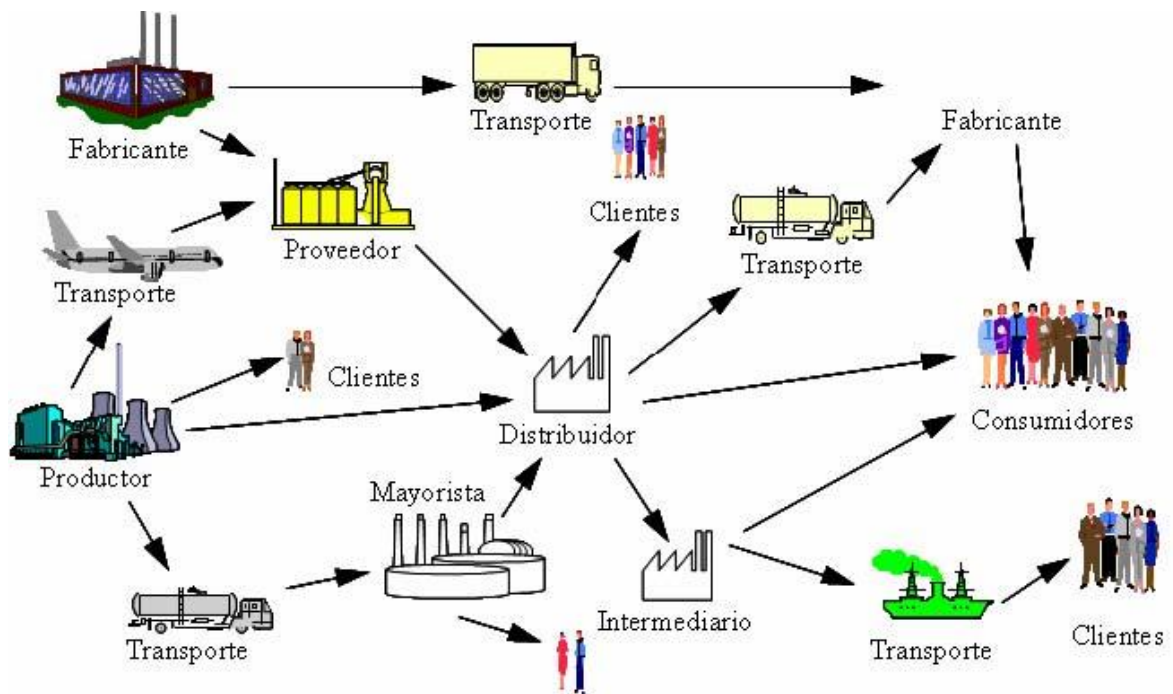 Transporte
Fabricante
Fabricante
Clientes
Proveedor
Transporte
Transporte
Clientes
Consumidores
Distribuidor
Productor
Mayorista
Intermediario
Transporte
Transporte
Clientes